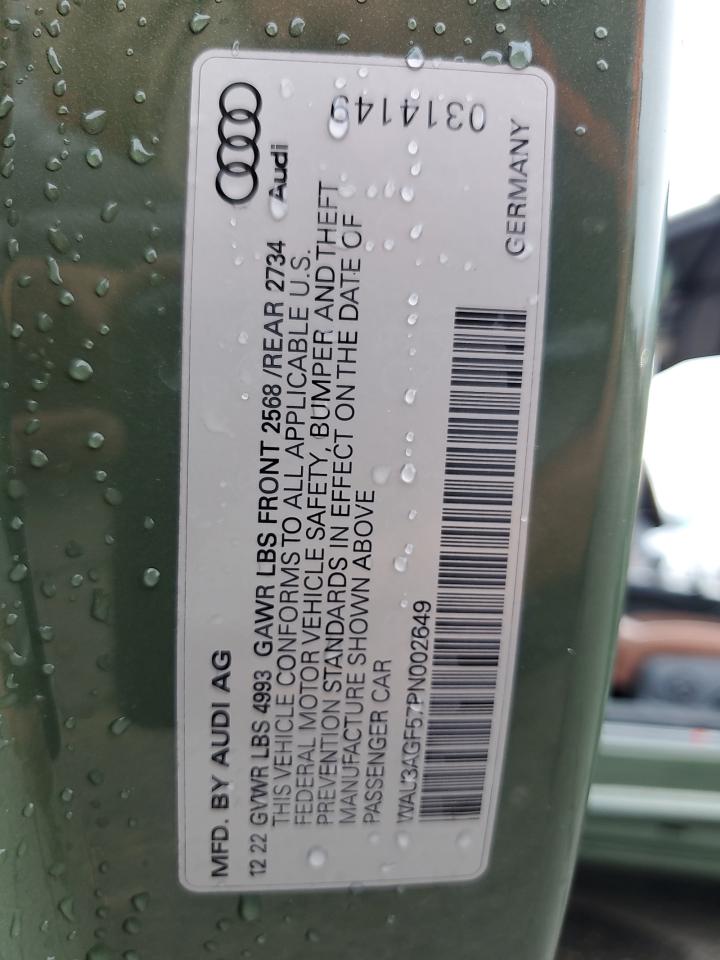 MFD. BY AUDI AG
Audi
12 22 GVWR LBS 4993 GAWR LBS FRONT 2568 /REAR 2734
THIS VEHICLE CONFORMS TO ALL APPLICABLE U.S.
FEDERAL MOTOR VEHICLE SAFETY, BUMPER AND THEFT
PREVENTION STANDARDS IN EFFECT ON THE DATE OF
MANUFACTURE SHOWN ABOVE
PASSENGER CAR
0314149
WAU3AGF57PN002649
GERMANY